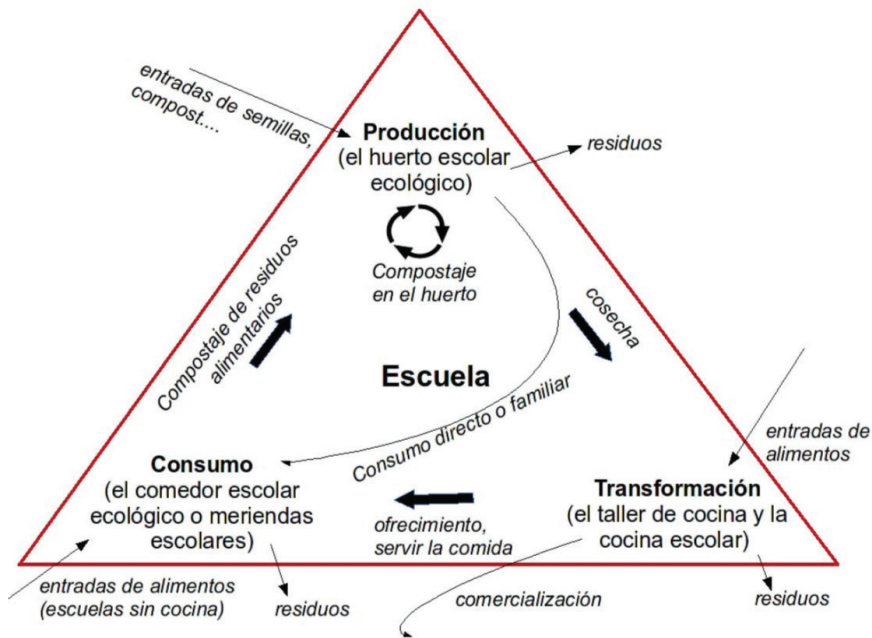 entradas de semillas,
compost....
Producción
(el huerto escolar
ecológico)
residuos
Compostaje
en el huerto
Compostaje de residuos
alimentarios
cosecha
Escuela
Consumo directo o familiar
entradas de
alimentos
Consumo
(el comedor escolar
ecológico o meriendas
escolares)
Transformación
(el taller de cocina y la
cocina escolar)
ofrecimiento,
servir la comida
entradas de alimentos
(escuelas sin cocina)
residuos
comercialización
residuos